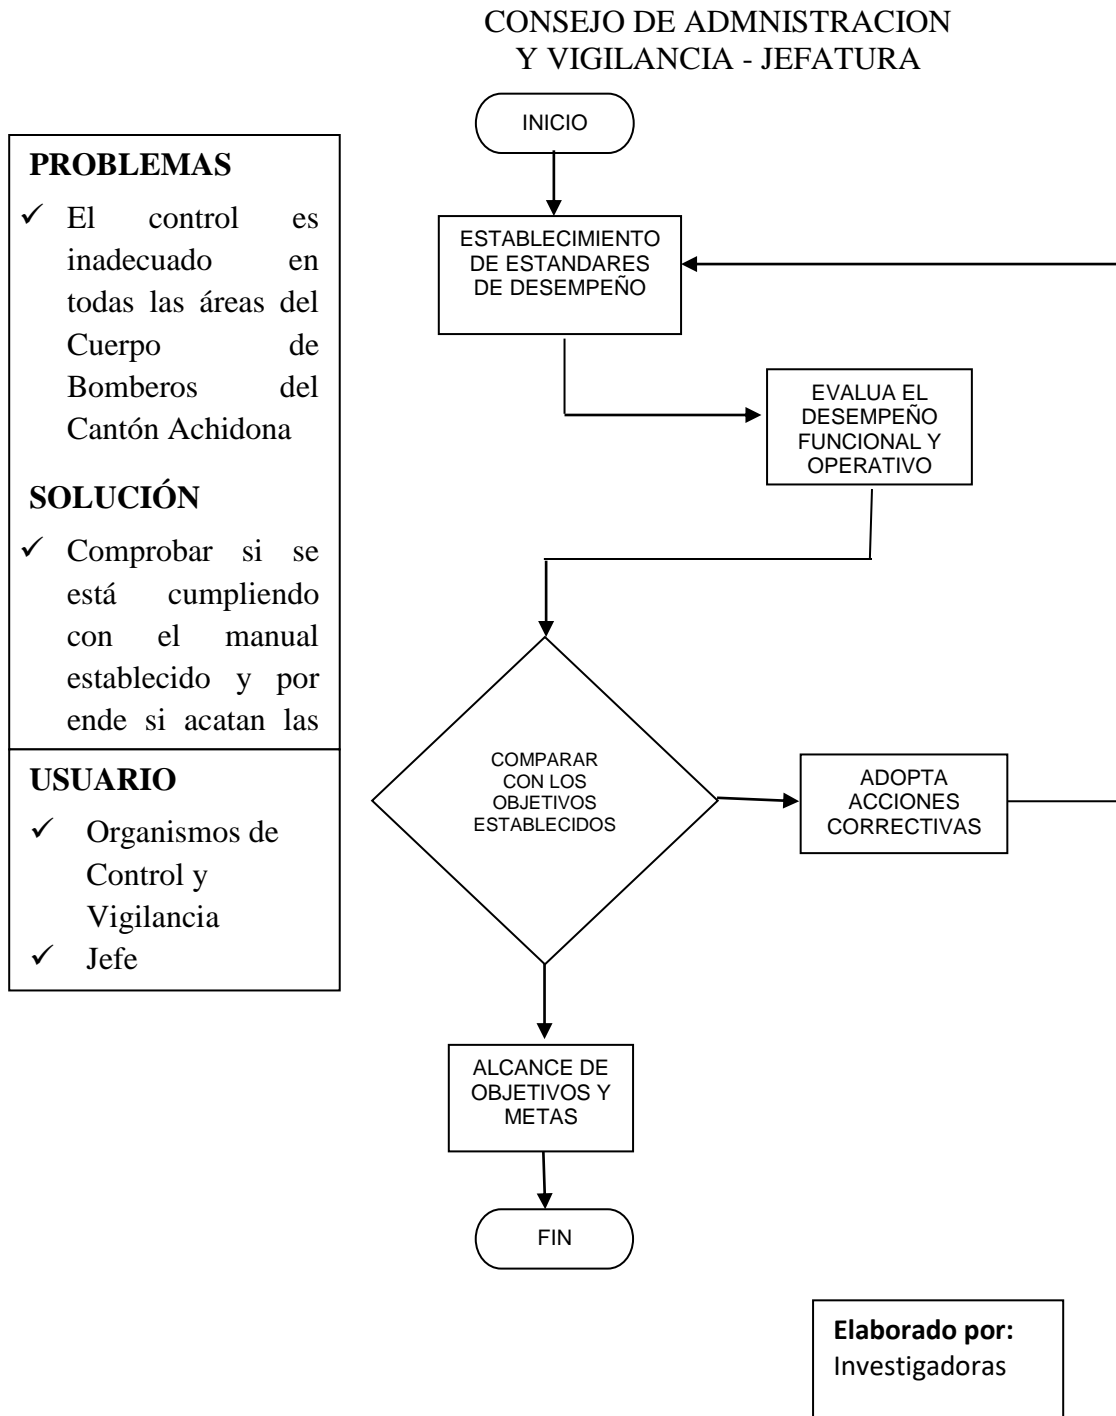 CONSEJO DE ADMNISTRACION
Y VIGILANCIA - JEFATURA
INICIO
PROBLEMAS
✓ El control es
inadecuado en
todas las áreas del
Cuerpo de
Bomberos del
Cantón Achidona
SOLUCIÓN
✓ Comprobar si se
está cumpliendo
con el manual
establecido y por
ende si acatan las
USUARIO
✓ Organismos de
Control y
Vigilancia
✓ Jefe
ESTABLECIMIENTO
DE ESTANDARES
DE DESEMPEÑO
EVALUA EL
DESEMPEÑO
FUNCIONAL Y
OPERATIVO
COMPARAR
CON LOS
OBJETIVOS
ESTABLECIDOS
ADOPTA
ACCIONES
CORRECTIVAS
ALCANCE DE
OBJETIVOS Y
METAS
FIN
Elaborado por:
Investigadoras